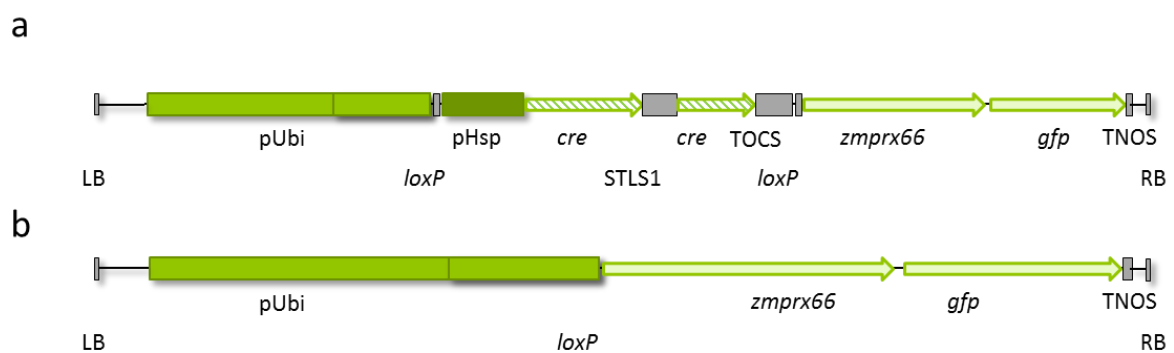 a
pUbi pHsp cre cre TOCS zmprx66 gfp TNOS
LB loxP STLS1 loxP RB
b
pUbi zmprx66 gfp TNOS
LB loxP RB